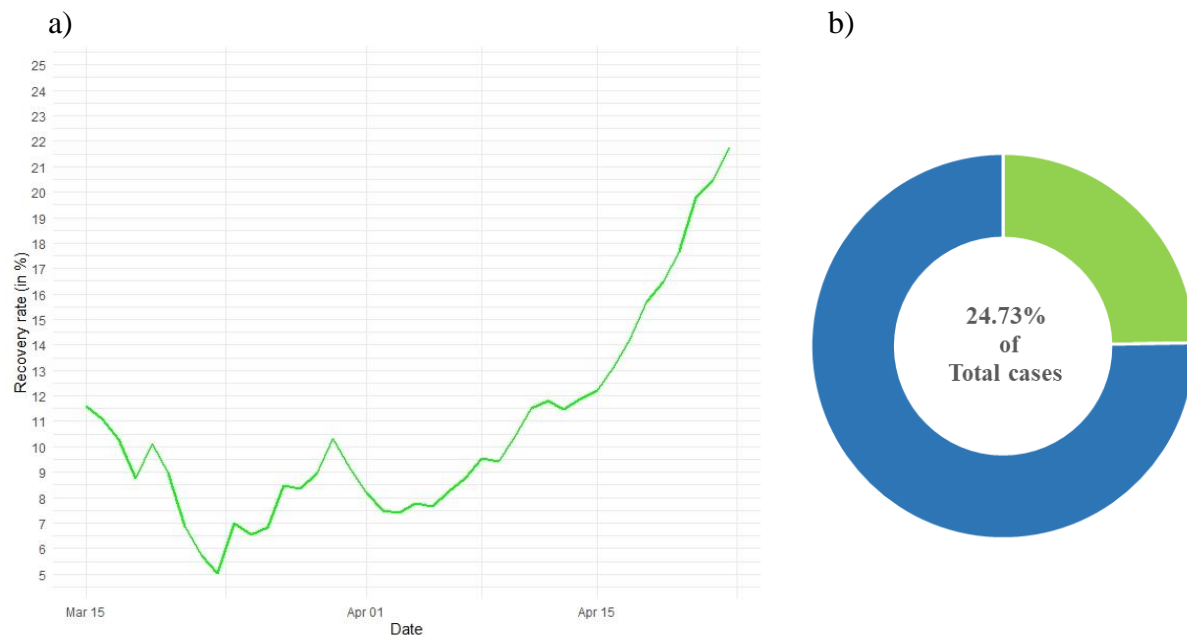 a)
b)
Recovery rate (in %)
25
24
23
22
21
20
19
18
17
16
15
14
13
12
11
10
9
8
7
6
5
Mar 15
Apr 01
Apr 15
Date
24.73%
of
Total cases